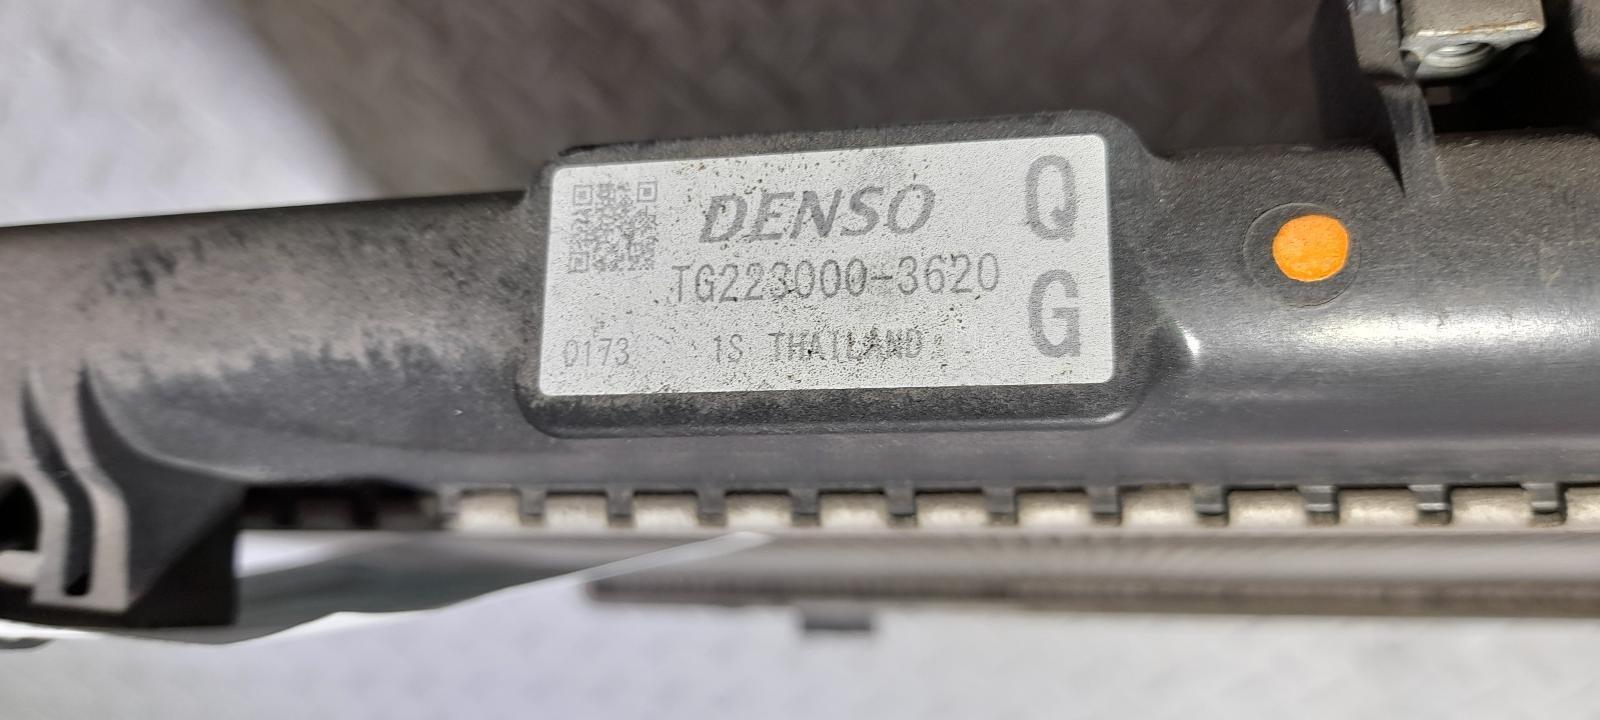 DENSO
Q
TG223000-3620
G
0173 1S THAILAND